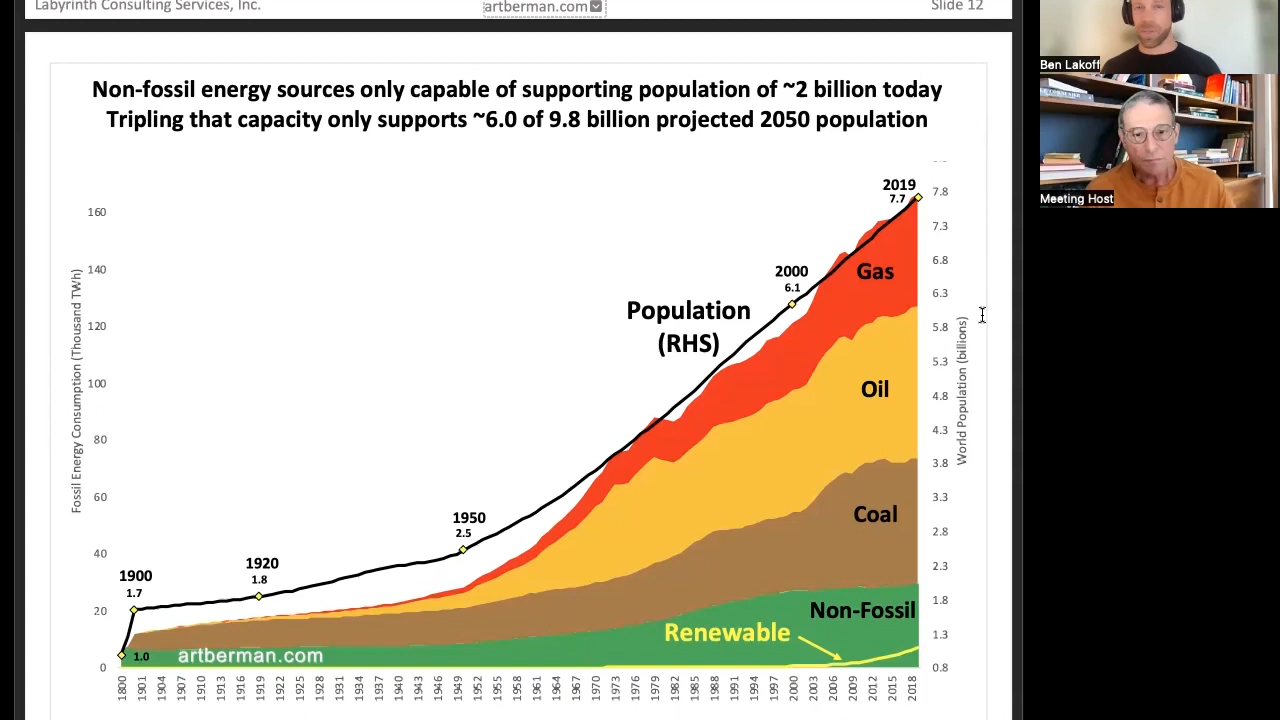 Labyrinth Consulting Services, Inc.
artberman.com
Slide 12
Ben Lakoff
Meeting Host
Non-fossil energy sources only capable of supporting population of ~2 billion today
Tripling that capacity only supports ~6.0 of 9.8 billion projected 2050 population
Fossil Energy Consumption (Thousand TWh)
160
140
120
100
80
60
40
20
0
1900
1.7
1.0
1920
1.8
1950
2.5
Population
(RHS)
2000
6.1
2019
7.7
Gas
Oil
Coal
Non-Fossil
Renewable
artberman.com
7.8
7.3
6.8
6.3
5.8
5.3
4.8
4.3
3.8
3.3
2.8
2.3
1.8
1.3
0.8
World Population (billions)
1800 1901 1904 1907 1910 1913 1916 1919 1922 1925 1928 1931 1934 1937 1940 1943 1946 1949 1952 1955 1958 1961 1964 1967 1970 1973 1976 1979 1982 1985 1988 1991 1994 1997 2000 2003 2006 2009 2012 2015 2018